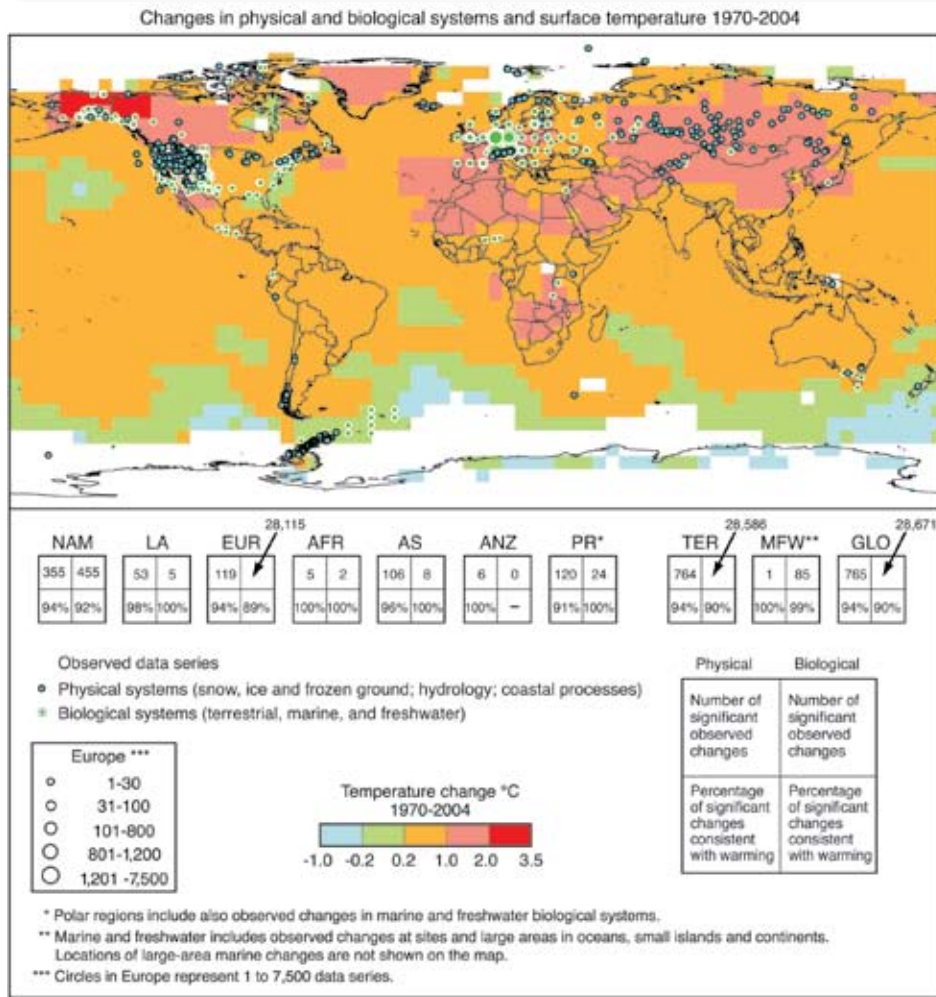 Changes in physical and biological systems and surface temperature 1970-2004
28,115
28,586
28,671
NAM LA EUR AFR AS ANZ PR* TER MFW** GLO
355 455 53 5 119 5 2 106 8 6 0 120 24 764 1 85 765
94% 92% 98% 100% 94% 89% 100% 100% 96% 100% 100% – 91% 100% 94% 90% 100% 99% 94% 90%
Observed data series
Physical systems (snow, ice and frozen ground; hydrology; coastal processes)
Biological systems (terrestrial, marine, and freshwater)
Physical Biological
Number of Number of
significant significant
observed observed
changes changes
Percentage Percentage
of significant of significant
changes changes
consistent consistent
with warming with warming
Europe ***
1-30
31-100
101-800
801-1,200
1,201 -7,500
Temperature change °C
1970-2004
-1.0 -0.2 0.2 1.0 2.0 3.5
* Polar regions include also observed changes in marine and freshwater biological systems.
** Marine and freshwater includes observed changes at sites and large areas in oceans, small islands and continents.
Locations of large-area marine changes are not shown on the map.
*** Circles in Europe represent 1 to 7,500 data series.